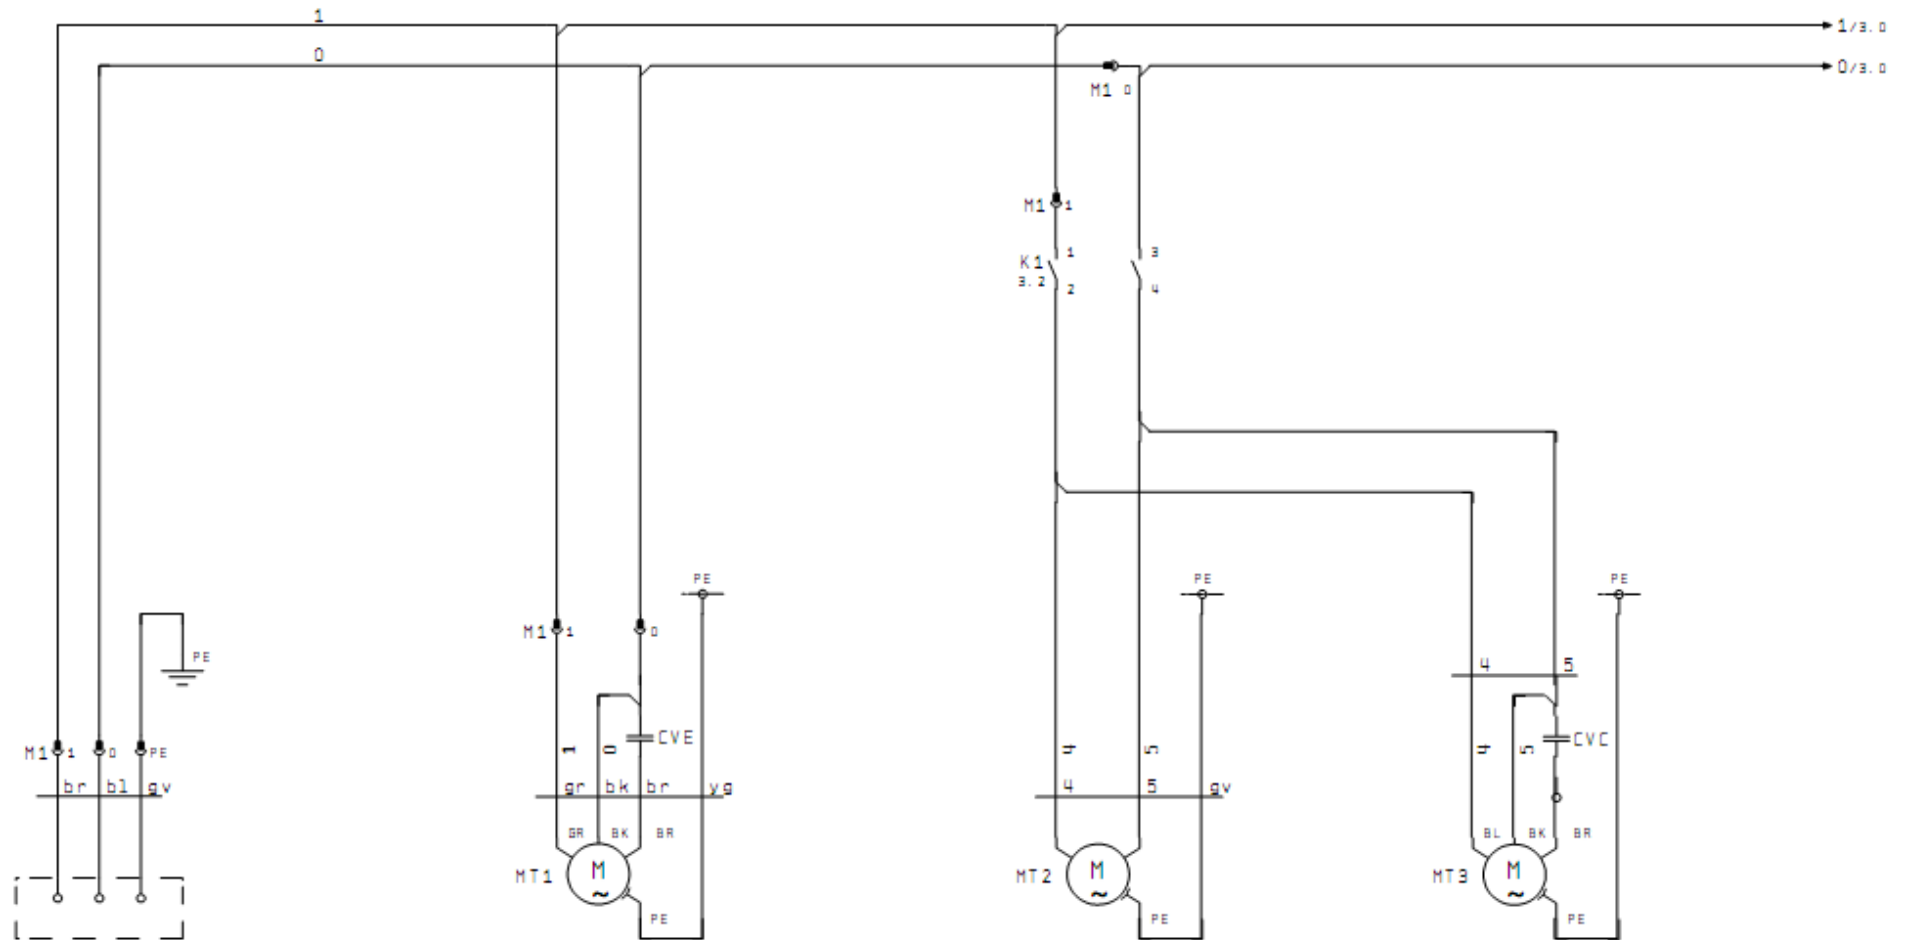 1
1/3.0
0
0/3.0
M1 0
M1 1
K1 1 3
3.2 2 4
PE PE PE
M1 1 0
PE
4 5
CVE CVC
M1 1 0 PE
1 0 4 5 4 5
br bl gv gr bk br yg 4 5 gv
GR BK BR BL BK BR
MT1 M ~ MT2 M ~ MT3 M ~
PE PE PE